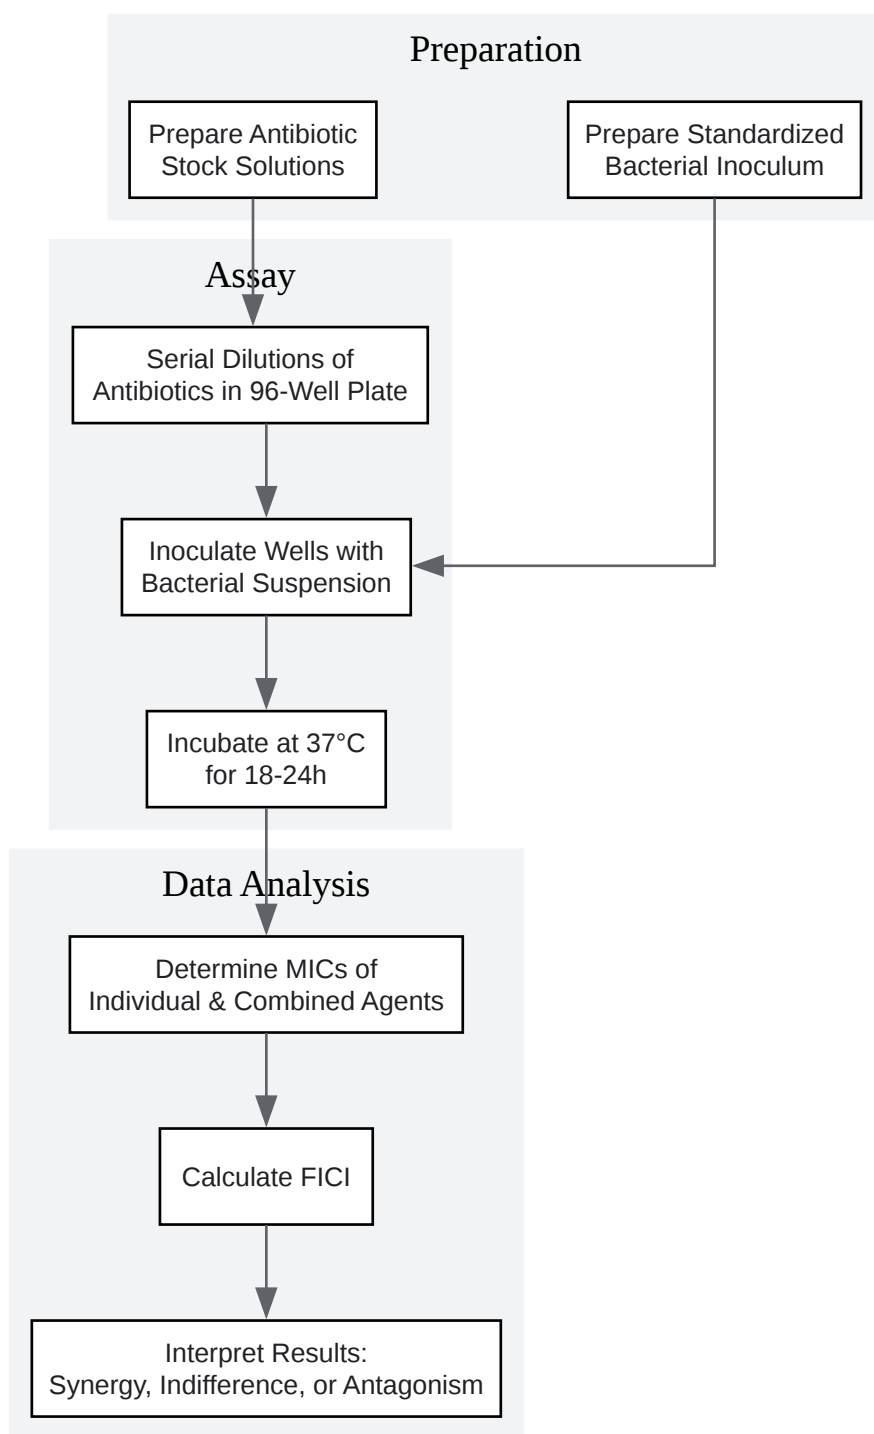 Preparation
Prepare Antibiotic
Stock Solutions
Prepare Standardized
Bacterial Inoculum
Assay
Serial Dilutions of
Antibiotics in 96-Well Plate
Inoculate Wells with
Bacterial Suspension
Incubate at 37°C
for 18-24h
Data Analysis
Determine MICs of
Individual & Combined Agents
Calculate FICI
Interpret Results:
Synergy, Indifference, or Antagonism